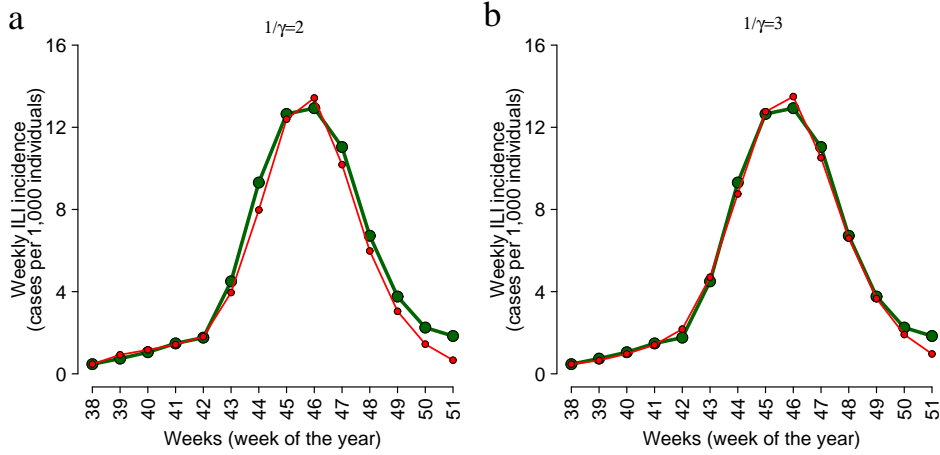 a
1/γ=2
Weekly ILI incidence
(cases per 1,000 individuals)
16
12
8
4
0
38 39 40 41 42 43 44 45 46 47 48 49 50 51
Weeks (week of the year)
b
1/γ=3
Weekly ILI incidence
(cases per 1,000 individuals)
16
12
8
4
0
38 39 40 41 42 43 44 45 46 47 48 49 50 51
Weeks (week of the year)